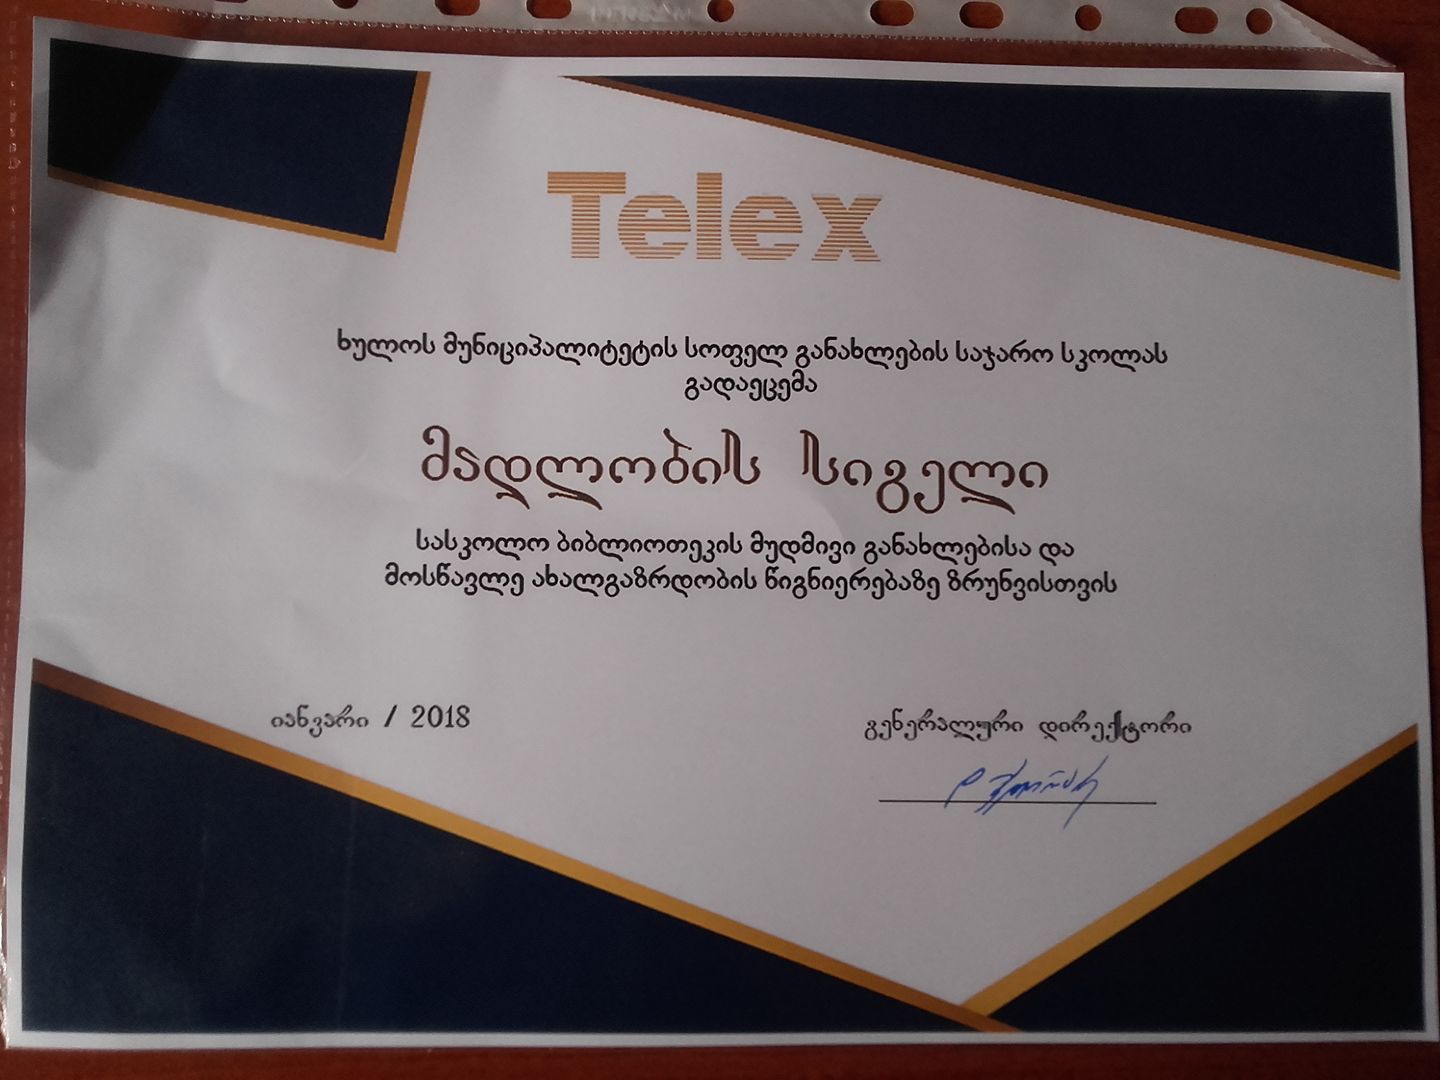 Telex
ხულოს მუნიციპალიტეტის სოფელ განახლების საჯარო სკოლას
გადაეცემა
მადლობის სიგელი
სასკოლო ბიბლიოთეკის მუდმივი განახლებისა და
მოსწავლე ახალგაზრდობის წიგნიერებაზე ზრუნვისთვის
იანვარი / 2018
გენერალური დირექტორი